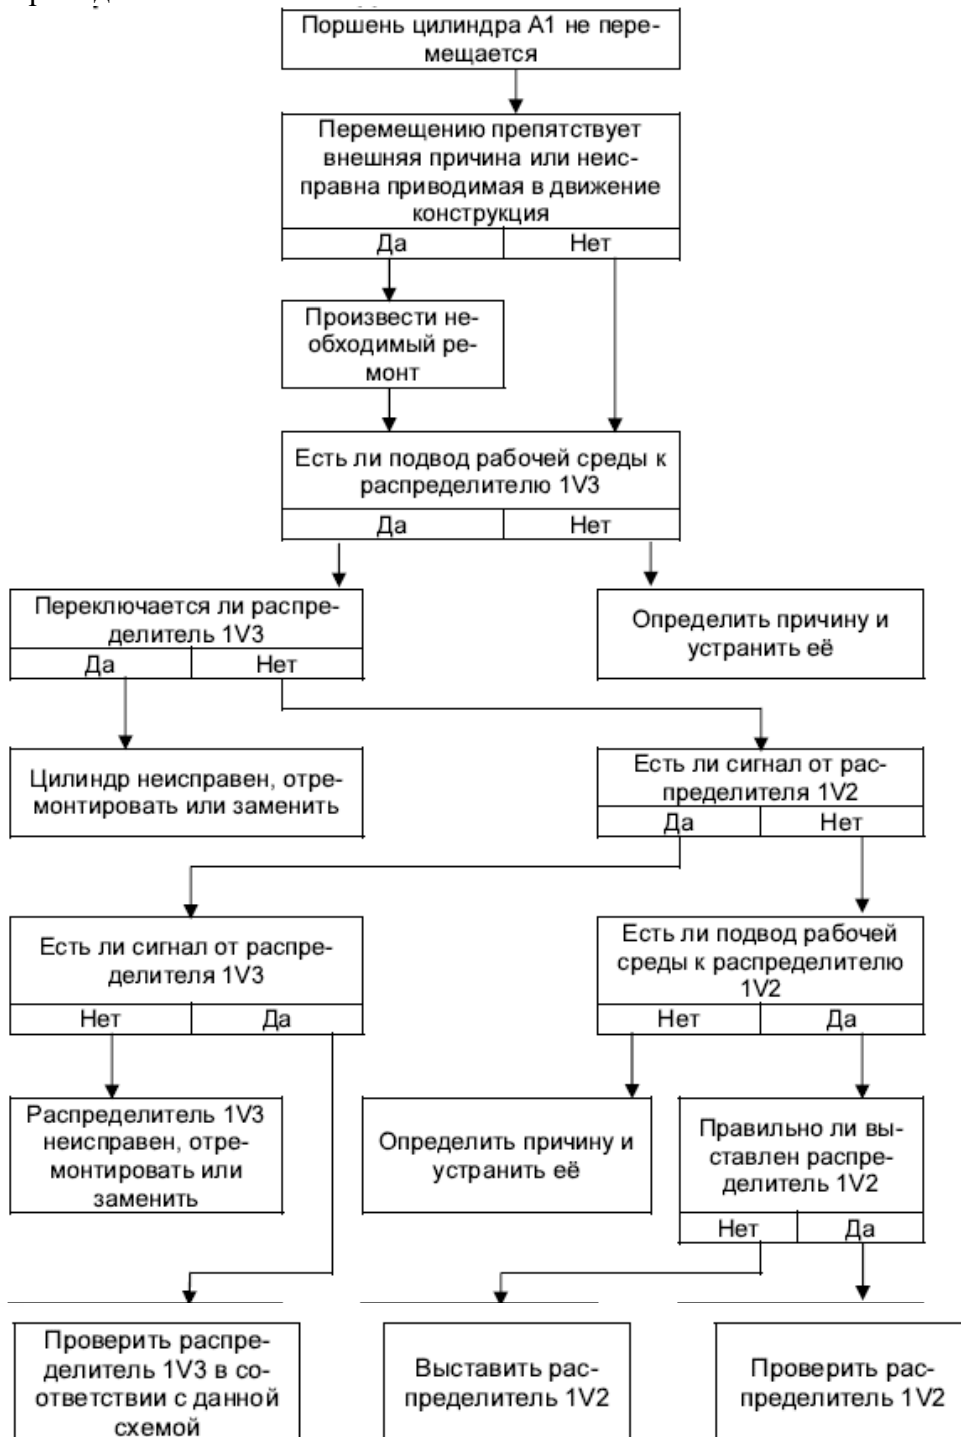 Поршень цилиндра А1 не пере-
мещается
Перемещению препятствует
внешняя причина или неис-
правна приводимая в движение
конструкция
Да Нет
Произвести не-
обходимый ре-
монт
Есть ли подвод рабочей среды к
распределителю 1V3
Да Нет
Переключается ли распре-
делитель 1V3
Да Нет
Определить причину и
устранить её
Цилиндр неисправен, отре-
монтировать или заменить
Есть ли сигнал от рас-
пределителя 1V2
Да Нет
Есть ли сигнал от распре-
делителя 1V3
Нет Да
Есть ли подвод рабочей
среды к распределителю
1V2
Нет Да
Распределитель 1V3
неисправен, отре-
монтировать или
заменить
Определить причину и
устранить её
Правильно ли вы-
ставлен распре-
делитель 1V2
Нет Да
Проверить распре-
делитель 1V3 в со-
ответствии с данной
схемой
Выставить рас-
пределитель 1V2
Проверить рас-
пределитель 1V2